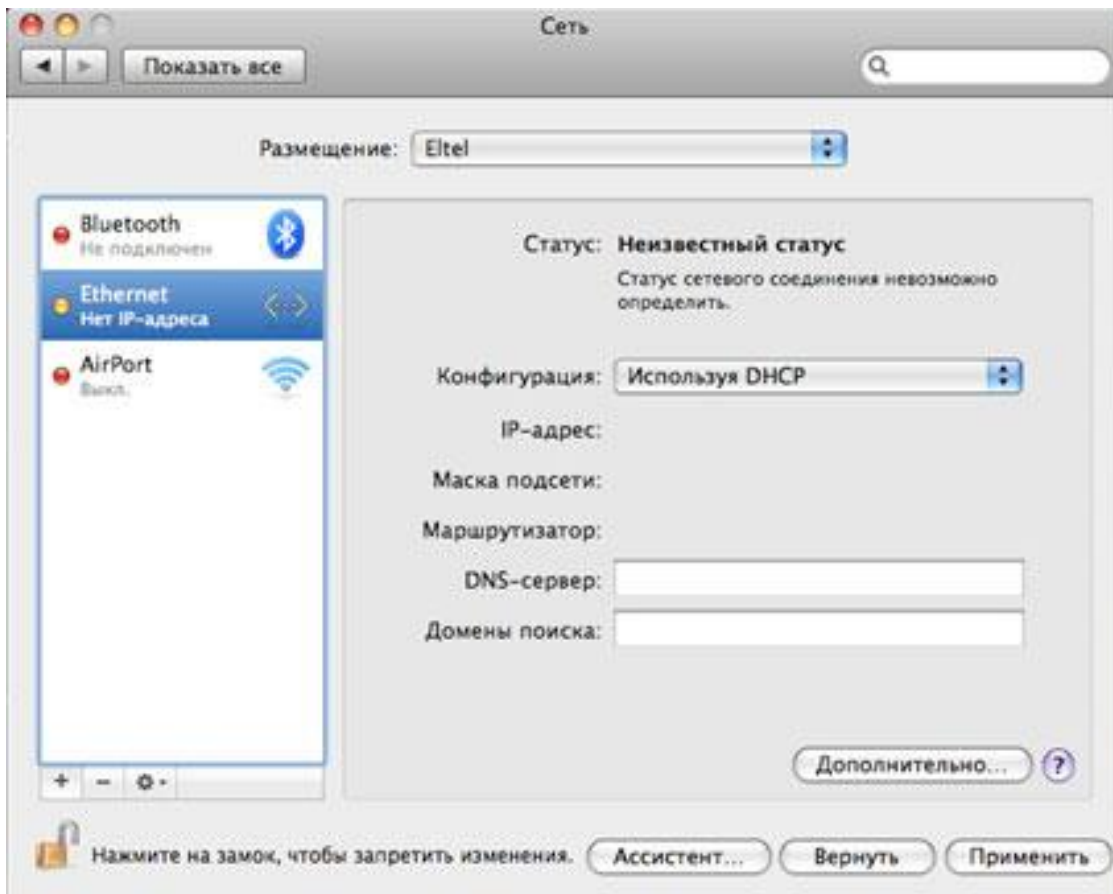 Сеть
Показать все
Размещение: Eltel
Bluetooth
Не подключен
Ethernet
Нет IP-адреса
AirPort
Выкл.
Статус: Неизвестный статус
Статус сетевого соединения невозможно
определить.
Конфигурация: Используя DHCP
IP-адрес:
Маска подсети:
Маршрутизатор:
DNS-сервер:
Домены поиска:
Дополнительно... ?
Нажмите на замок, чтобы запретить изменения. Ассистент... Вернуть Применить